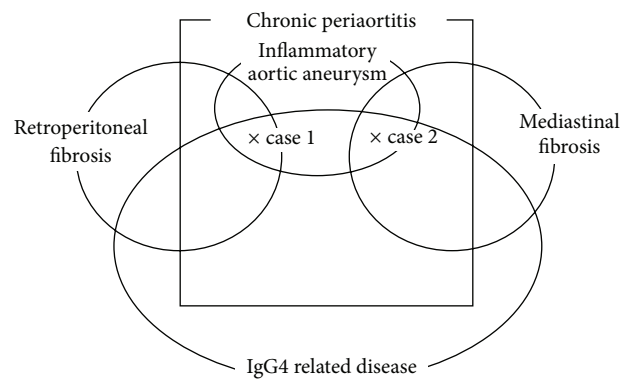 Chronic periaortitis
Inflammatory
aortic aneurysm
Retroperitoneal
fibrosis
× case 1
× case 2
Mediastinal
fibrosis
IgG4 related disease